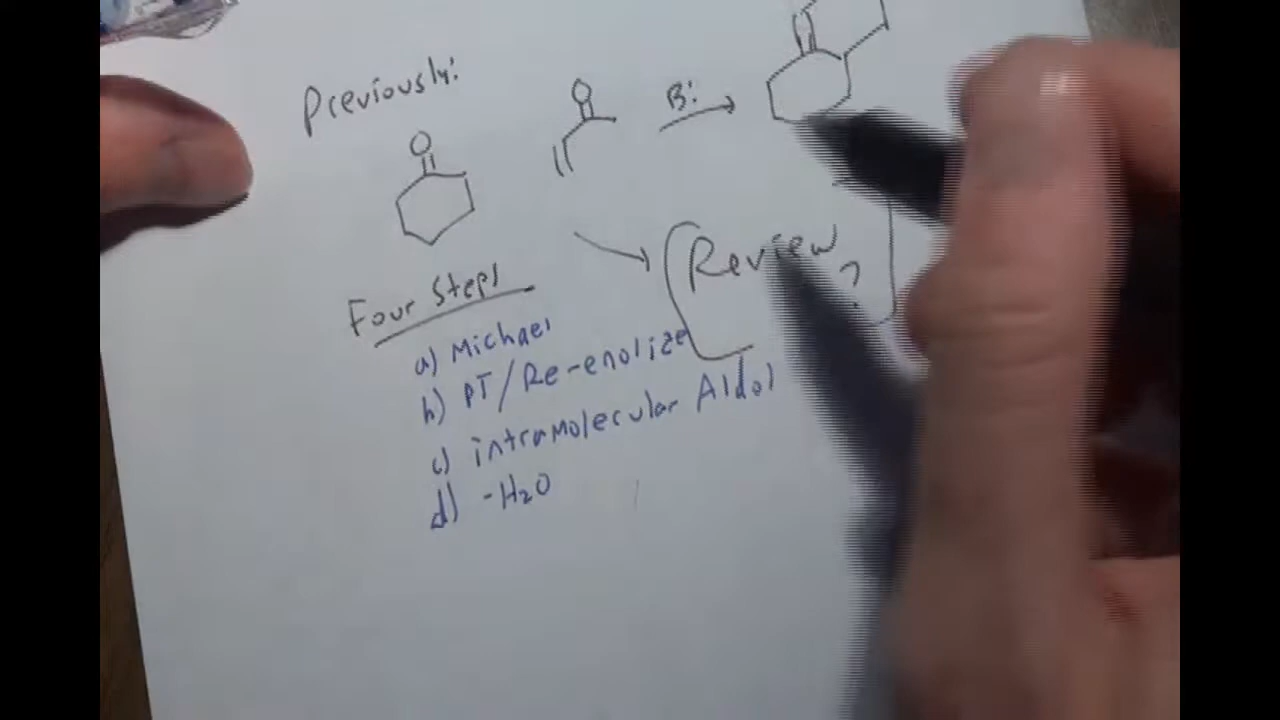 Previously:
O
O
B:
Review
?
Four Steps
a) Michael
b) pT/Re-enolize
c) intramolecular Aldol
d) -H2O